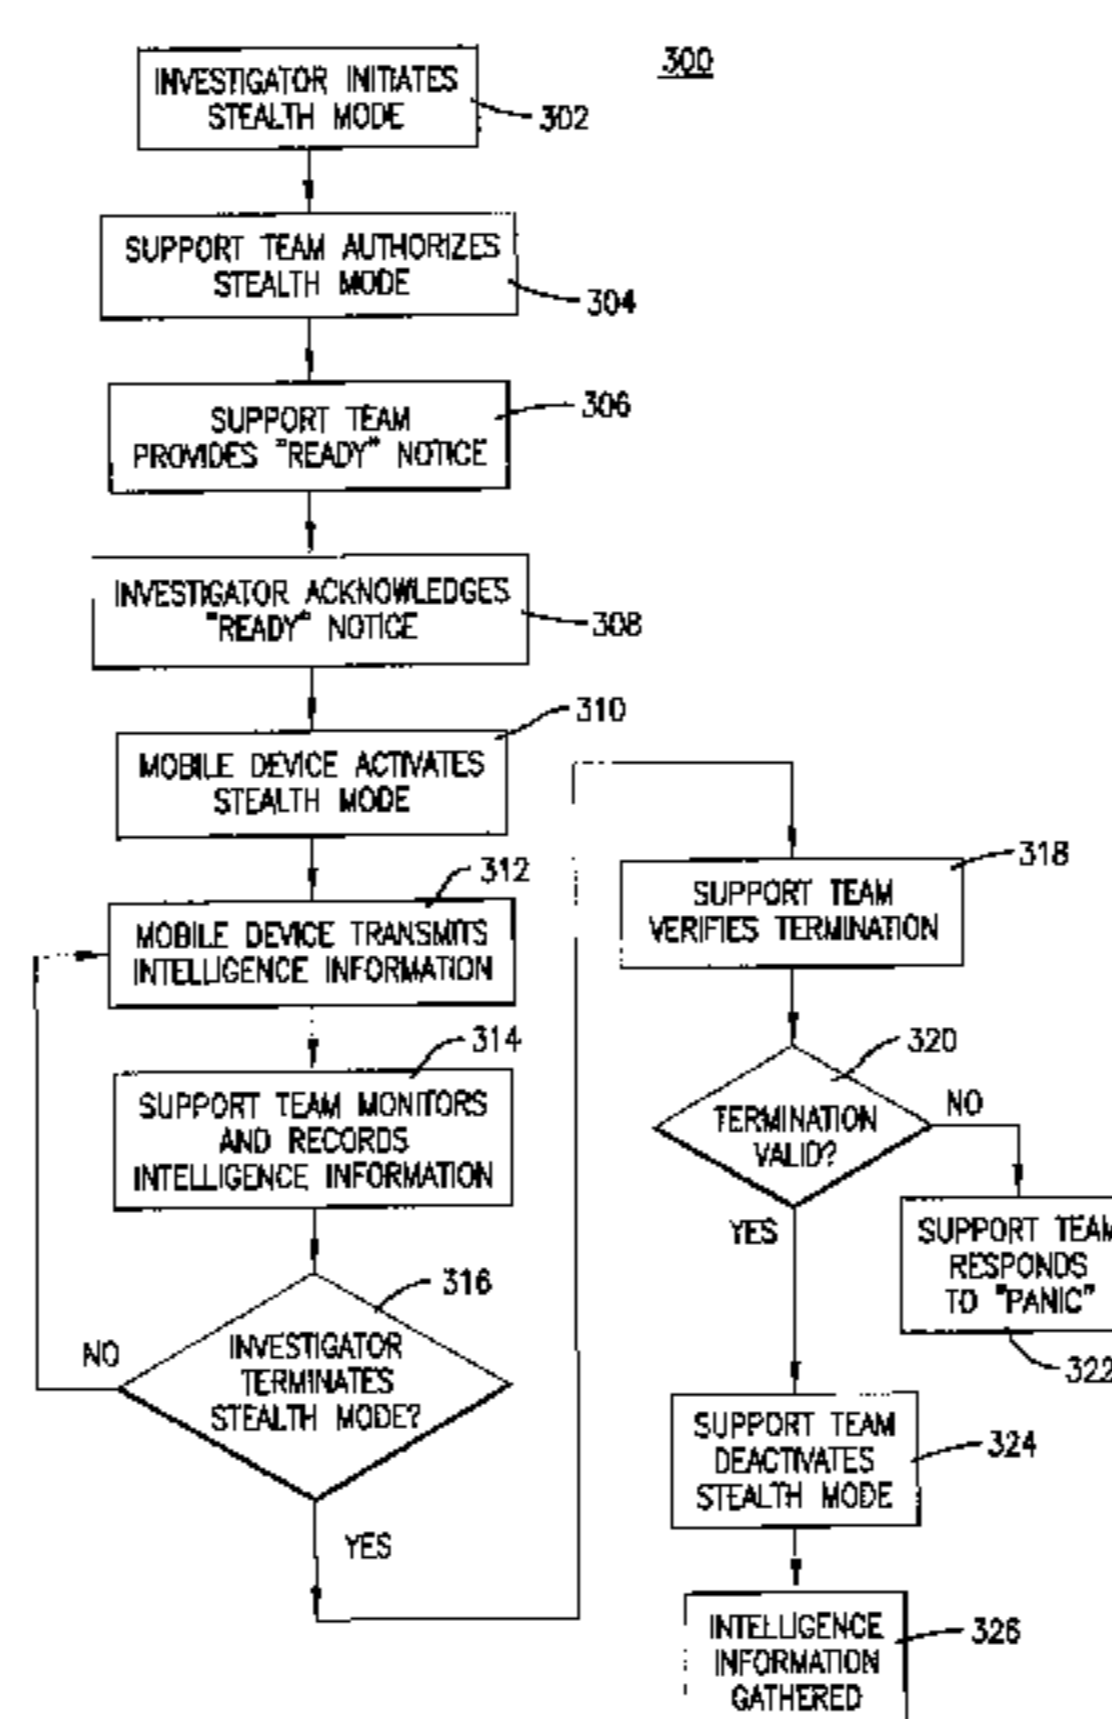 300
INVESTIGATOR INITIATES
STEALTH MODE
302
SUPPORT TEAM AUTHORIZES
STEALTH MODE
304
SUPPORT TEAM
PROVIDES "READY" NOTICE
306
INVESTIGATOR ACKNOWLEDGES
"READY" NOTICE
308
MOBILE DEVICE ACTIVATES
STEALTH MODE
310
MOBILE DEVICE TRANSMITS
INTELLIGENCE INFORMATION
312
SUPPORT TEAM MONITORS
AND RECORDS
INTELLIGENCE INFORMATION
314
INVESTIGATOR
TERMINATES
STEALTH MODE?
316
NO
YES
SUPPORT TEAM
VERIFIES TERMINATION
318
TERMINATION
VALID?
320
NO
YES
SUPPORT TEAM
RESPONDS
TO "PANIC"
322
SUPPORT TEAM
DEACTIVATES
STEALTH MODE
324
INTELLIGENCE
INFORMATION
GATHERED
326